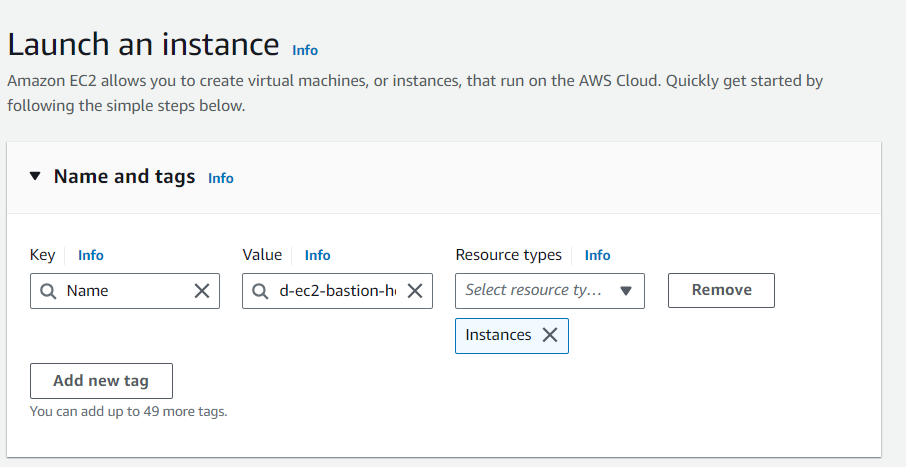 Launch an instance Info
Amazon EC2 allows you to create virtual machines, or instances, that run on the AWS Cloud. Quickly get started by
following the simple steps below.
Name and tags Info
Key Info Value Info Resource types Info
Name d-ec2-bastion- Select resource ty... Remove
Instances
Add new tag
You can add up to 49 more tags.